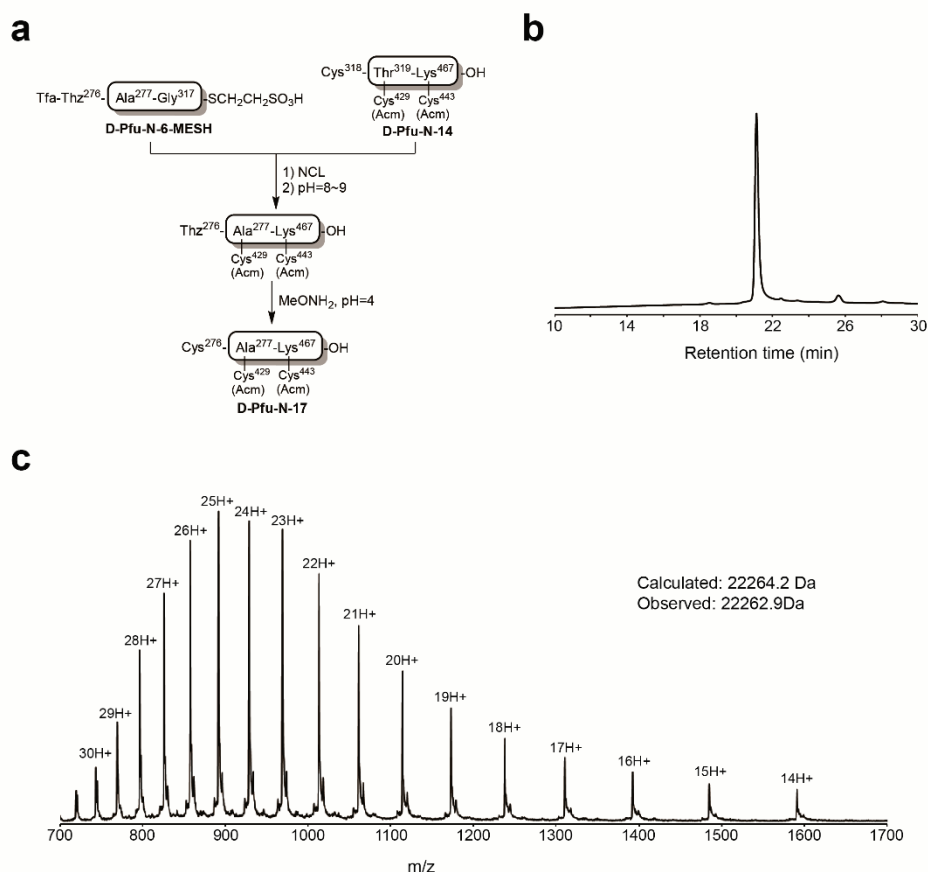 a
Tfa-Thz²⁷⁶- Ala²⁷⁷-Gly³¹⁷ -SCH₂CH₂SO₃H
D-Pfu-N-6-MESH
Cys³¹⁸- Thr³¹⁹-Lys⁴⁶⁷ -OH
Cys⁴²⁹ Cys⁴⁴³
(Acm) (Acm)
D-Pfu-N-14
1) NCL
2) pH=8~9
Thz²⁷⁶- Ala²⁷⁷-Lys⁴⁶⁷ -OH
Cys⁴²⁹ Cys⁴⁴³
(Acm) (Acm)
MeONH₂, pH=4
Cys²⁷⁶- Ala²⁷⁷-Lys⁴⁶⁷ -OH
Cys⁴²⁹ Cys⁴⁴³
(Acm) (Acm)
D-Pfu-N-17
b
10 14 18 22 26 30
Retention time (min)
c
30H+
29H+
28H+
27H+
26H+
25H+
24H+
23H+
22H+
21H+
20H+
19H+
18H+
17H+
16H+
15H+
14H+
Calculated: 22264.2 Da
Observed: 22262.9Da
700 800 900 1000 1100 1200 1300 1400 1500 1600 1700
m/z